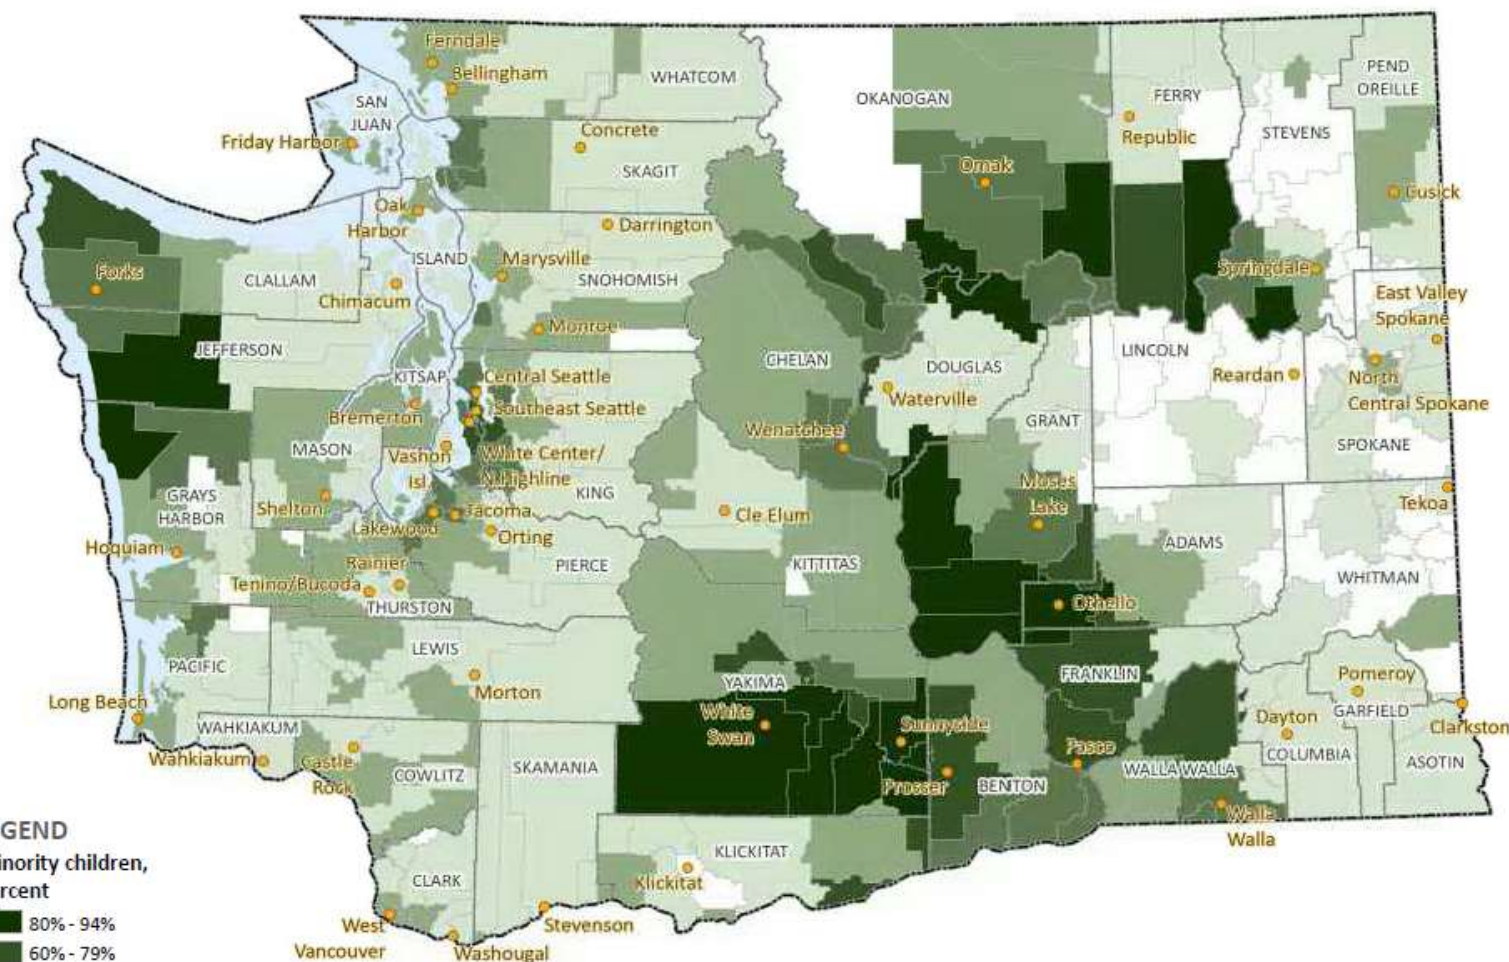 Ferndale
Bellingham
WHATCOM
SAN
JUAN
Friday Harbor
Concrete
SKAGIT
OKANOGAN
Omak
FERRY
Republic
STEVENS
PEND
OREILLE
Cusick
Oak
Harbor
Darrington
ISLAND
Marysville
SNOHOMISH
Forks
CLALLAM
Chimacum
Monroe
Springdale
East Valley
Spokane
JEFFERSON
KITSAP
Central Seattle
Southeast Seattle
Bremerton
CHELAN
DOUGLAS
Waterville
LINCOLN
Reardan
North
Central Spokane
MASON
Vashon
Isl.
White Center/
N.Highline
KING
Wenatchee
GRANT
SPOKANE
GRAYS
HARBOR
Shelton
Lakewood
Tacoma
Orting
Cle Elum
Moses
Lake
Tekoa
Hoquiam
Rainier
Tenino/Bucoda
THURSTON
PIERCE
KITTITAS
ADAMS
Othello
WHITMAN
PACIFIC
LEWIS
Morton
YAKIMA
FRANKLIN
Pomeroy
GARFIELD
Long Beach
WAHKIAKUM
Wahkiakum
White
Swan
Sunnyside
Pasco
Dayton
COLUMBIA
Clarkston
Castle
Rock
COWLITZ
SKAMANIA
Prosser
BENTON
WALLA WALLA
ASOTIN
Walla
Walla
KLICKITAT
Klickitat
CLARK
West
Vancouver
Washougal
Stevenson
GEND
inority children,
rcent
80% - 94%
60% - 79%